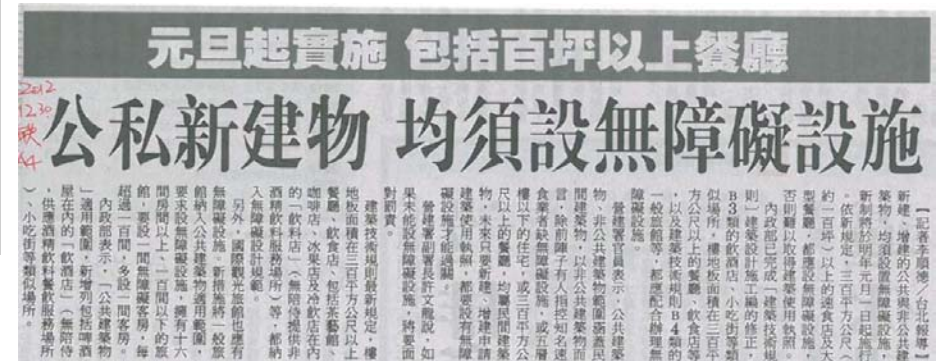 元旦起實施 包括百坪以上餐廳
2012
12.30
聯
A4
公私新建物 均須設無障礙設施
【記者李順德/台北報導】
新建、增建的公共與非公共建
築物,均須設置無障礙設施,
新制將於明年元月一日起施行
。依新規定,三百平方公尺(
約一百坪)以上的速食店及大
型餐廳,都要設無障礙設施,
否則難以取得建築使用執照。
內政部已完成「建築技術規
則」建築設計施工編的修正,
B3類的飲酒店、小吃街等類
似場所,樓地板面積在三百平
方公尺以上的餐廳、飲食店等
,以及建築技術規則B4類的
一般旅館等,都應配合辦理無
障礙設施。
營建署官員表示,公共建築
物、非公共建築物範圍涵蓋民
間建築物,以非公共建築物而
言,除前陣子有人指控知名速
食業者缺無障礙設施,或五層
樓以下的住宅,或三百平方公
尺以上的餐廳,均屬民間建築
物,未來只要新建、增建申請
建築使用執照,都要設有無障
礙設施才能過關。
營建署副署長許文龍說,如
果未能設無障礙設施,將要面
對罰責。
建築技術規則最新規定,樓
地板面積在三百平方公尺以上
餐廳、飲食店、包括茶藝館、
咖啡店、冰果店及冷飲店在內
的「飲料店」(無陪侍提供非
酒精飲料服務場所)等,都納
入無障礙設計規範。
另外,國際觀光旅館也應有
無障礙設施。新措施將一般旅
館納入公共建築物適用範圍,
要求設無障礙設施,擁有十六
間房間以上、一百間以下的旅
館,要設一間無障礙客房,每
超過一百間,多設一間客房。
內政部表示,「公共建築物
」適用範圍,新增列包括啤酒
屋在內的「飲酒店」(無陪侍
,供應酒精飲料餐飲服務場所
)、小吃街等類似場所。